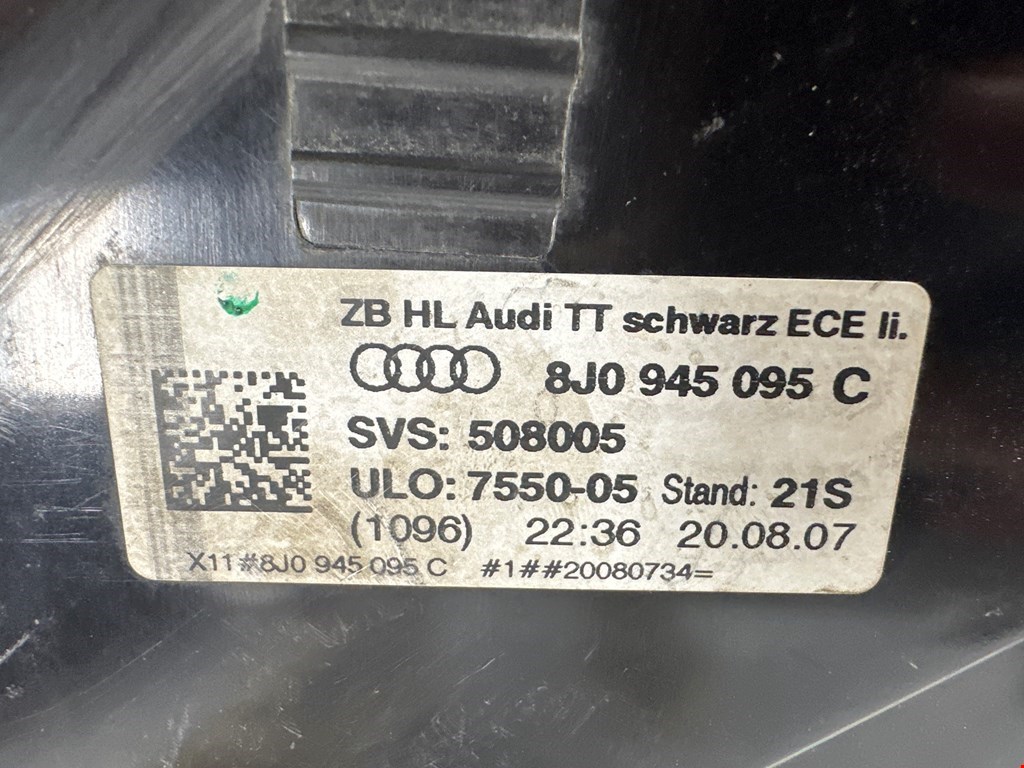 ZB HL Audi TT schwarz ECE li.
8J0 945 095 C
SVS: 508005
ULO: 7550-05 Stand: 21S
(1096) 22:36 20.08.07
X11#8J0 945 095 C #1##20080734=